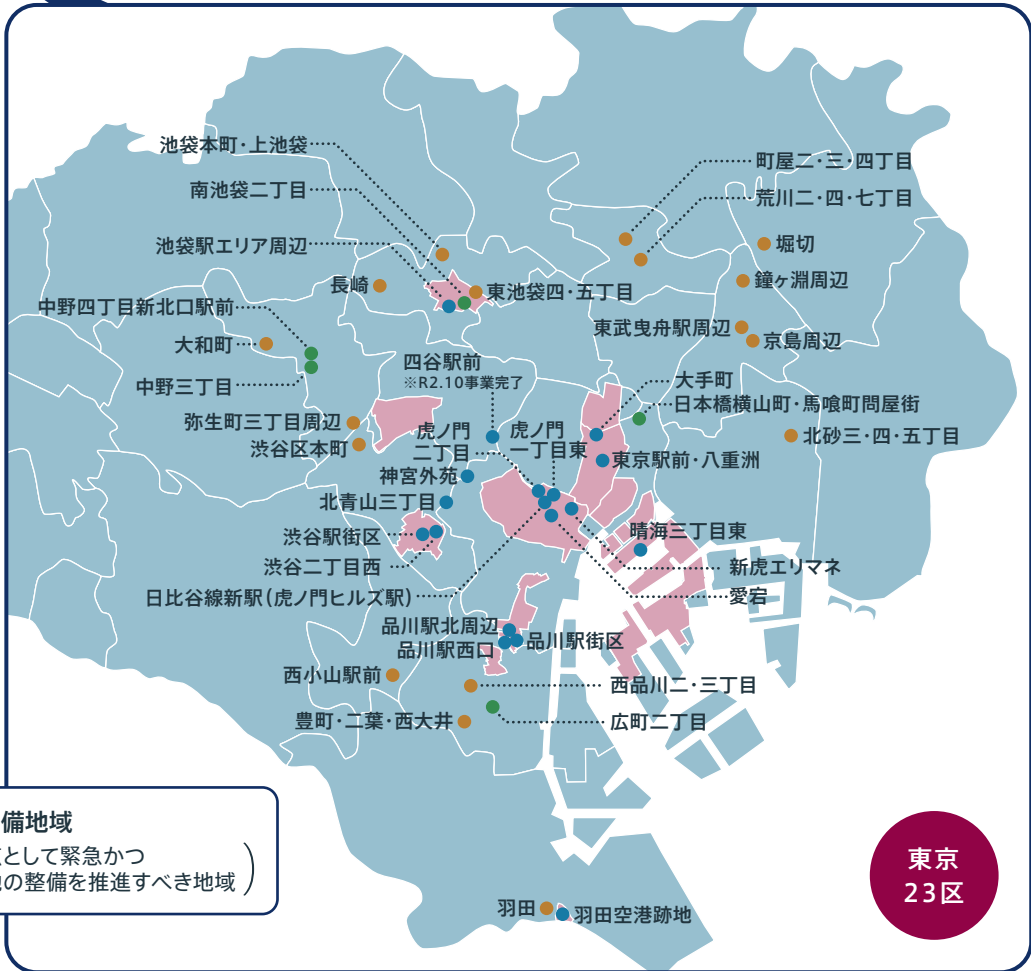 池袋本町・上池袋
南池袋二丁目
池袋駅エリア周辺
長崎
東池袋四・五丁目
中野四丁目新北口駅前
大和町
中野三丁目
弥生町三丁目周辺
渋谷区本町
四谷駅前
※R2.10事業完了
虎ノ門
二丁目
虎ノ門
一丁目東
神宮外苑
北青山三丁目
渋谷駅街区
渋谷二丁目西
日比谷線新駅(虎ノ門ヒルズ駅)
町屋二・三・四丁目
荒川二・四・七丁目
堀切
鐘ヶ淵周辺
東武曳舟駅周辺
京島周辺
大手町
日本橋横山町・馬喰町問屋街
北砂三・四・五丁目
東京駅前・八重洲
晴海三丁目東
新虎エリマネ
愛宕
品川駅北周辺
品川駅西口
品川駅街区
西小山駅前
西品川二・三丁目
豊町・二葉・西大井
広町二丁目
備地域
として緊急かつ
の整備を推進すべき地域)
羽田
羽田空港跡地
東京
23区